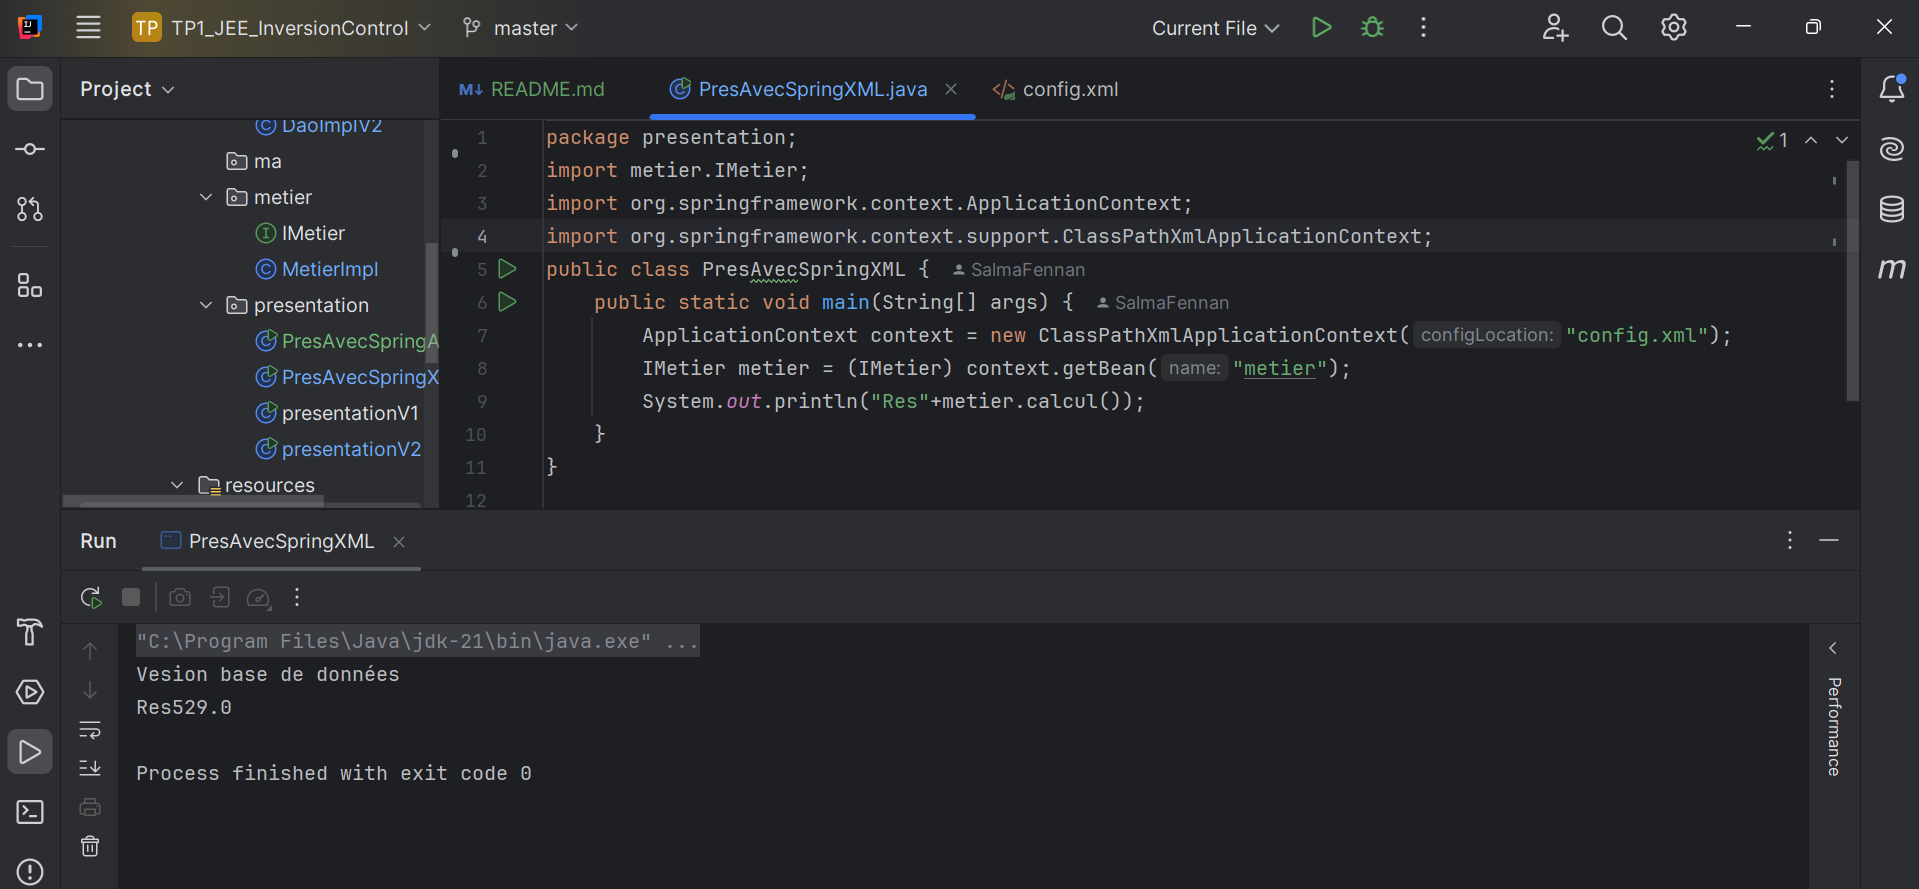 TP TP1_JEE_InversionControl master Current File
Project
README.md
PresAvecSpringXML.java
config.xml
DaoImplV2
ma
metier
IMetier
MetierImpl
presentation
PresAvecSpringA
PresAvecSpringX
presentationV1
presentationV2
resources
1 package presentation;
2 import metier.IMetier;
3 import org.springframework.context.ApplicationContext;
4 import org.springframework.context.support.ClassPathXmlApplicationContext;
5 public class PresAvecSpringXML { SalmaFennan
6 public static void main(String[] args) { SalmaFennan
7 ApplicationContext context = new ClassPathXmlApplicationContext( configLocation: "config.xml");
8 IMetier metier = (IMetier) context.getBean( name: "metier");
9 System.out.println("Res"+metier.calcul());
10 }
11 }
12
1
Run PresAvecSpringXML
"C:\Program Files\Java\jdk-21\bin\java.exe" ...
Vesion base de données
Res529.0
Process finished with exit code 0
Performance